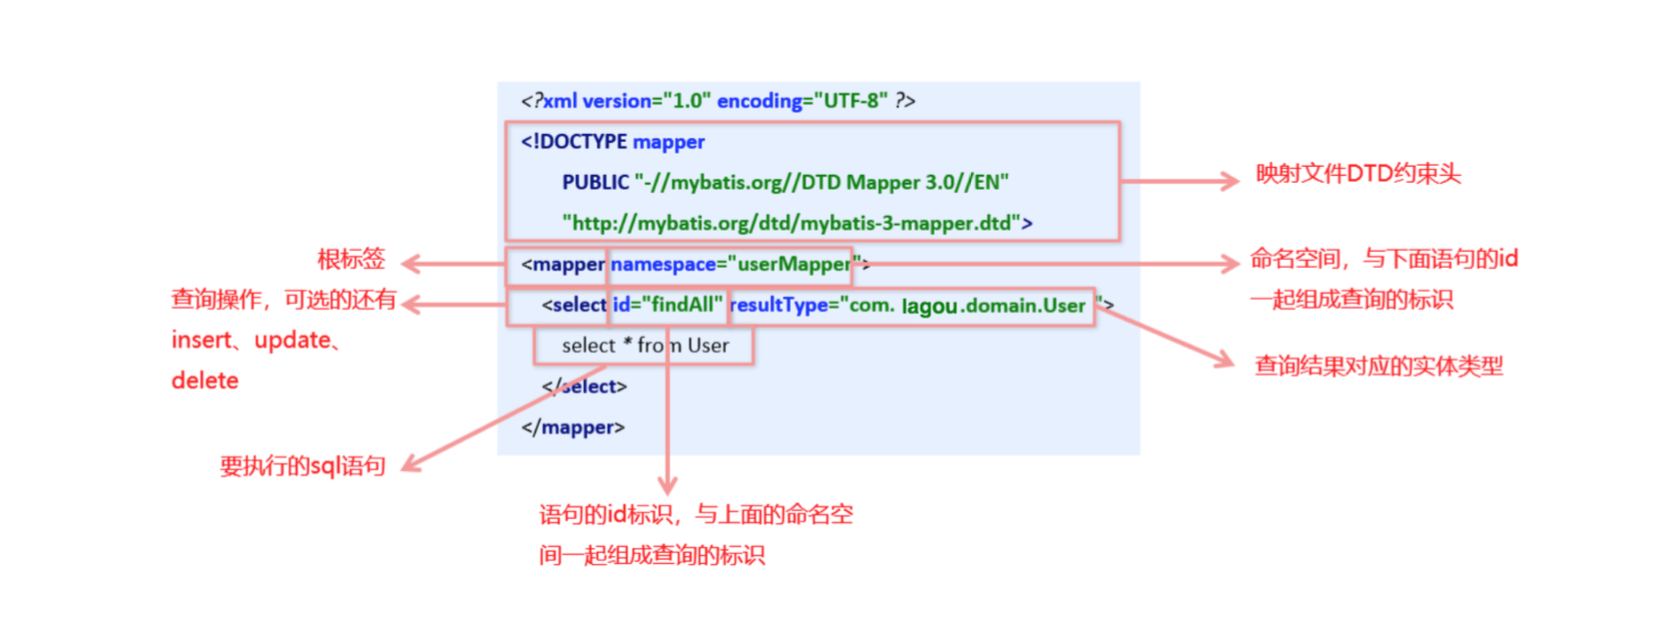 <?xml version="1.0" encoding="UTF-8" ?>
<!DOCTYPE mapper
PUBLIC "-//mybatis.org//DTD Mapper 3.0//EN"
"http://mybatis.org/dtd/mybatis-3-mapper.dtd">
<mapper namespace="userMapper">
<select id="findAll" resultType="com. lagou.domain.User ">
select * from User
</select>
</mapper>
映射文件DTD约束头
根标签
命名空间，与下面语句的id
一起组成查询的标识
查询操作，可选的还有
insert、update、
delete
查询结果对应的实体类型
要执行的sql语句
语句的id标识，与上面的命名空
间一起组成查询的标识